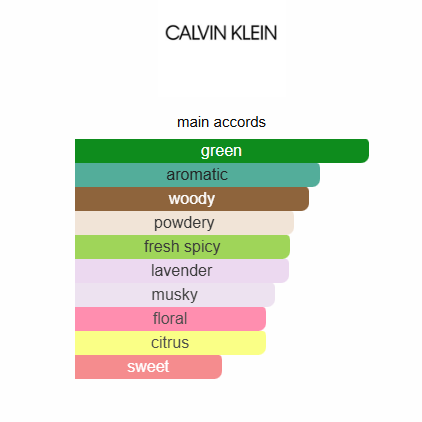 CALVIN KLEIN
main accords
green
aromatic
woody
powdery
fresh spicy
lavender
musky
floral
citrus
sweet